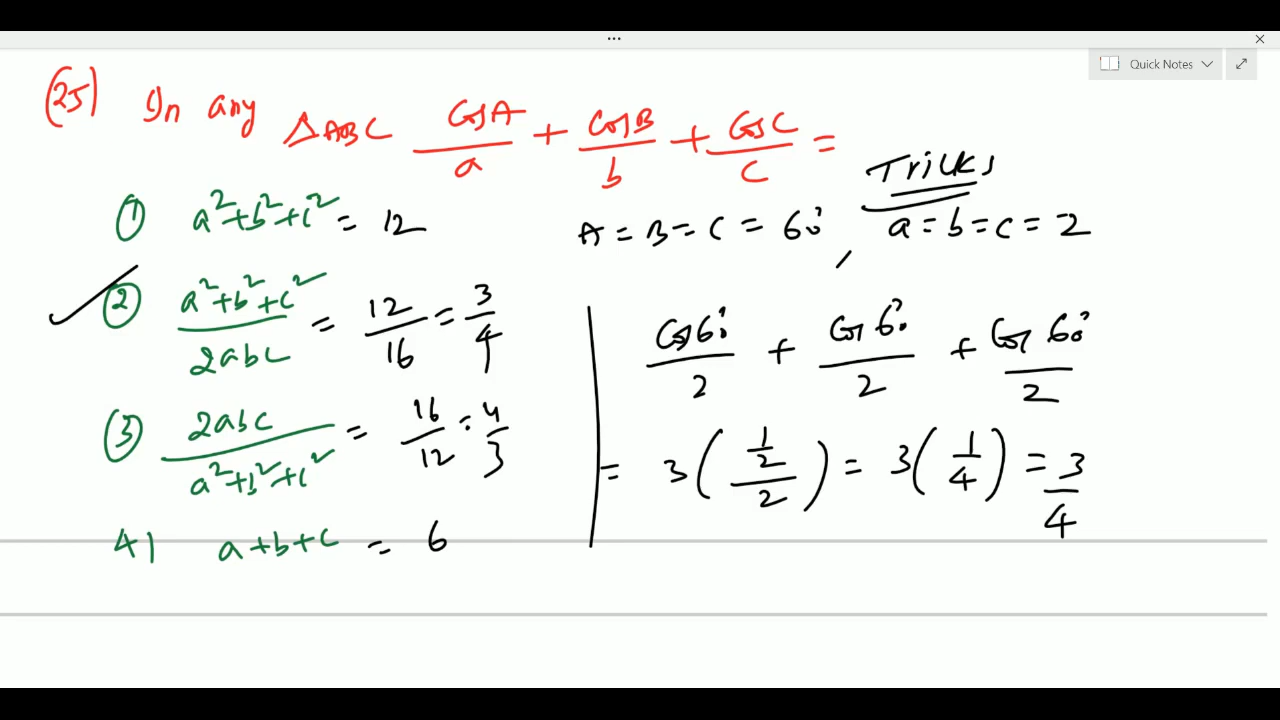 Quick Notes
(25) In any ΔABC cosA/a + cosB/b + cosC/c =
Tricks
A = B = C = 60°, a = b = c = 2
① a²+b²+c² = 12
② (a²+b²+c²)/2abc = 12/16 = 3/4
③ 2abc/(a²+b²+c²) = 16/12 = 4/3
4) a+b+c = 6
cos60°/2 + cos60°/2 + cos60°/2
= 3((1/2)/2) = 3(1/4) = 3/4